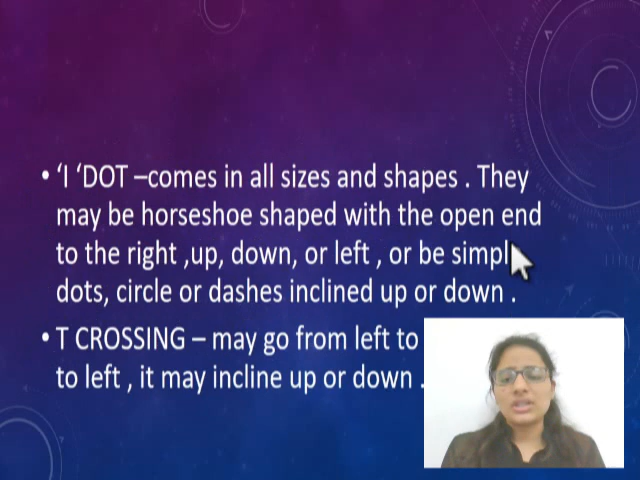 • ‘I ‘DOT –comes in all sizes and shapes . They
may be horseshoe shaped with the open end
to the right ,up, down, or left , or be simpl
dots, circle or dashes inclined up or down .
• T CROSSING – may go from left to
to left , it may incline up or down .